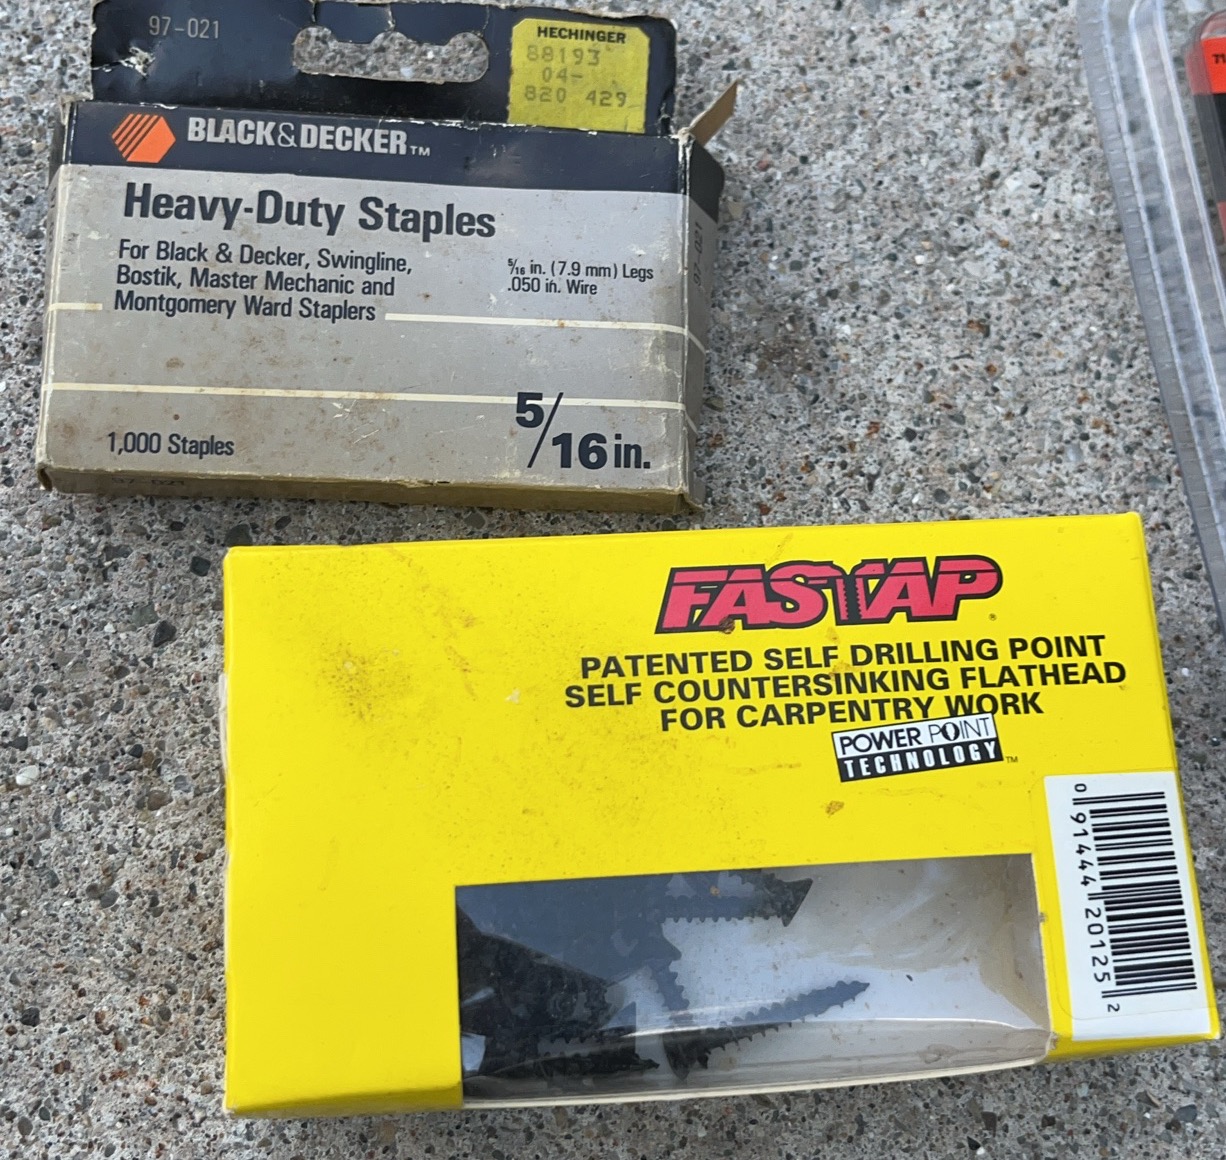 97-021
HECHINGER
88193
04-
820 429
BLACK&DECKER™
Heavy-Duty Staples
For Black & Decker, Swingline,
Bostik, Master Mechanic and
Montgomery Ward Staplers
5/16 in. (7.9 mm) Legs
.050 in. Wire
1,000 Staples
5/16 in.
97-021
FASTAP®
PATENTED SELF DRILLING POINT
SELF COUNTERSINKING FLATHEAD
FOR CARPENTRY WORK
POWER POINT
TECHNOLOGY™
0 91444 20125 2